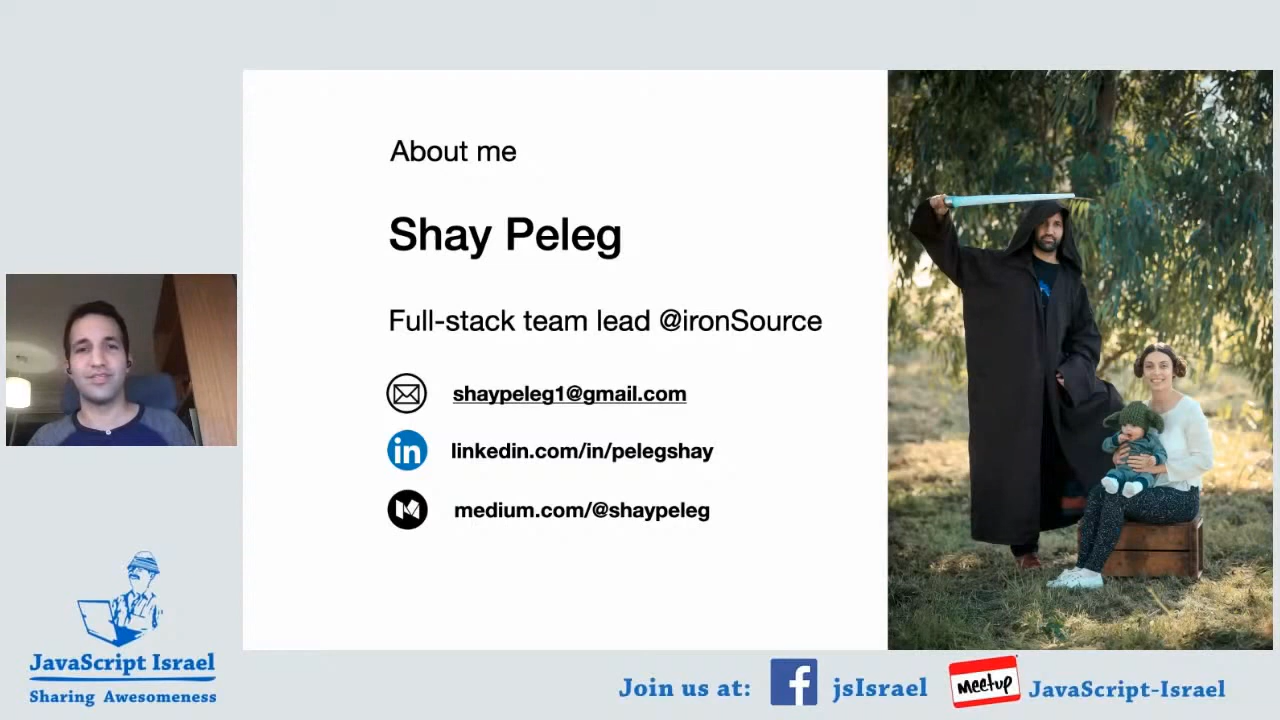 About me
Shay Peleg
Full-stack team lead @ironSource
shaypeleg1@gmail.com
in linkedin.com/in/pelegshay
medium.com/@shaypeleg
JavaScript Israel
Sharing Awesomeness
Join us at: f jsIsrael Meetup JavaScript-Israel